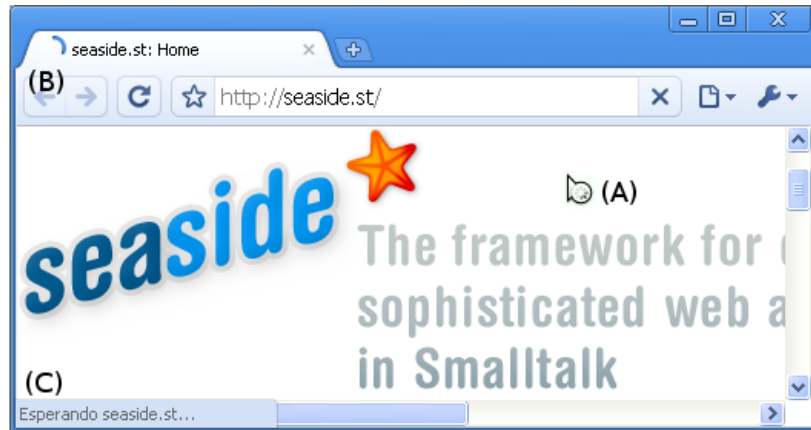 seaside.st: Home
(B)
http://seaside.st/
seaside
(A)
The framework for
sophisticated web a
in Smalltalk
(C)
Esperando seaside.st...